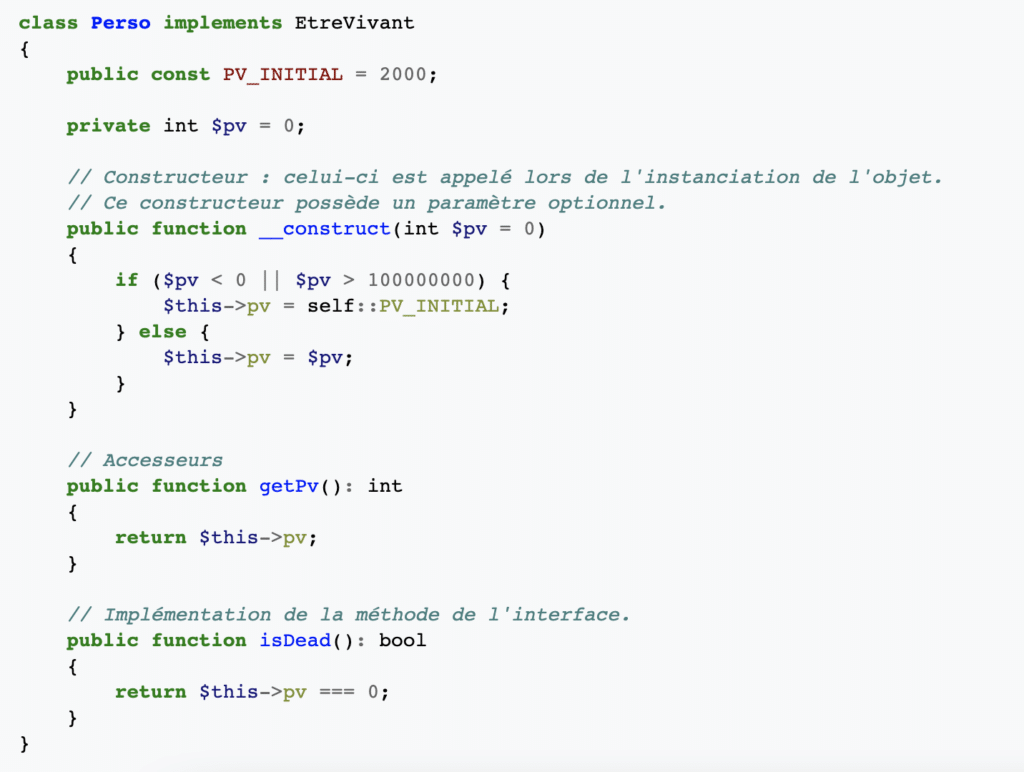 class Perso implements EtreVivant
{
    public const PV_INITIAL = 2000;

    private int $pv = 0;

    // Constructeur : celui-ci est appelé lors de l'instanciation de l'objet.
    // Ce constructeur possède un paramètre optionnel.
    public function __construct(int $pv = 0)
    {
        if ($pv < 0 || $pv > 100000000) {
            $this->pv = self::PV_INITIAL;
        } else {
            $this->pv = $pv;
        }
    }

    // Accesseurs
    public function getPv(): int
    {
        return $this->pv;
    }

    // Implémentation de la méthode de l'interface.
    public function isDead(): bool
    {
        return $this->pv === 0;
    }
}